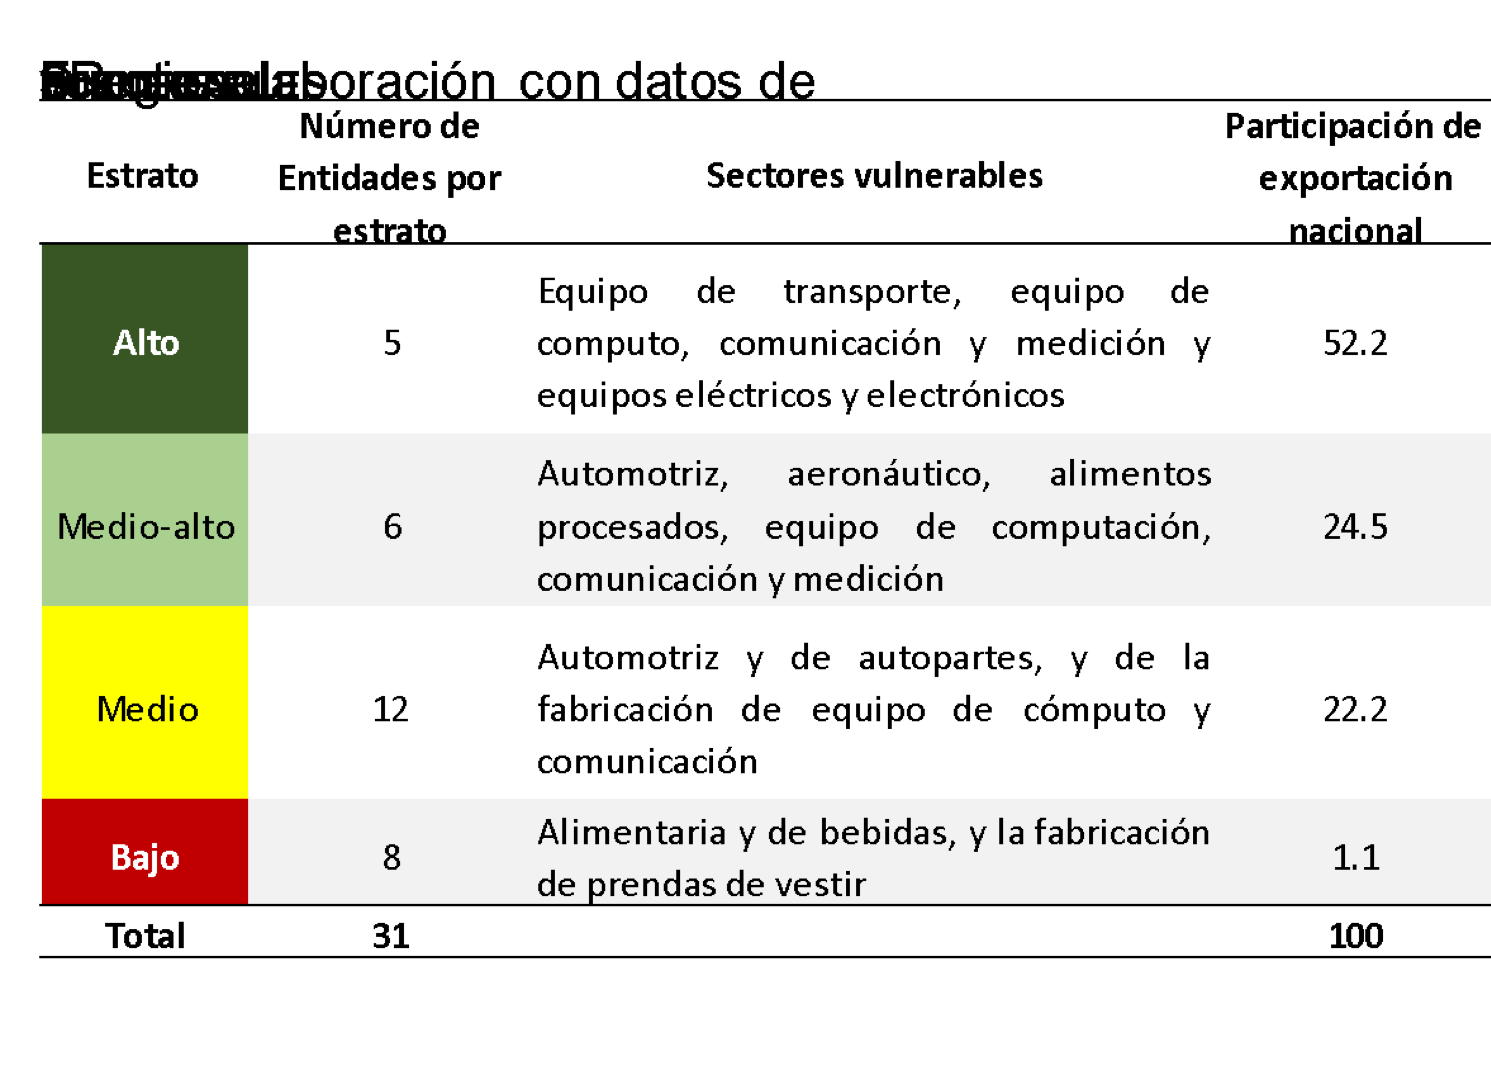 elaboración con datos de
Número de
Entidades por
estrato
Estrato
Sectores vulnerables
Participación de
exportación
nacional
Alto
5
Equipo de transporte, equipo de
computo, comunicación y medición y
equipos eléctricos y electrónicos
52.2
Medio-alto
6
Automotriz, aeronáutico, alimentos
procesados, equipo de computación,
comunicación y medición
24.5
Medio
12
Automotriz y de autopartes, y de la
fabricación de equipo de cómputo y
comunicación
22.2
Bajo
8
Alimentaria y de bebidas, y la fabricación
de prendas de vestir
1.1
Total
31
100